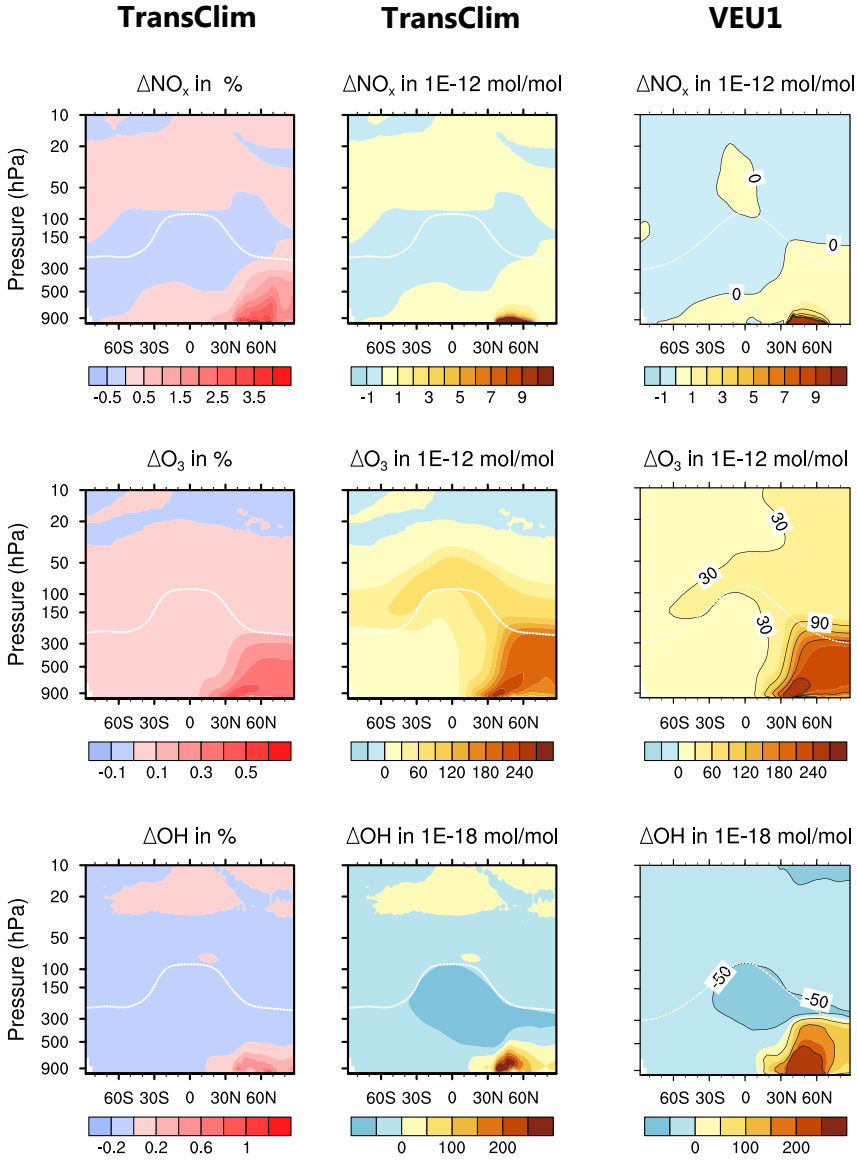 TransClim TransClim VEU1
ΔNOₓ in % ΔNOₓ in 1E-12 mol/mol ΔNOₓ in 1E-12 mol/mol
Pressure (hPa)
10
20
50
100
150
300
500
900
0
0
0
60S 30S 0 30N 60N 60S 30S 0 30N 60N 60S 30S 0 30N 60N
-0.5 0.5 1.5 2.5 3.5 -1 1 3 5 7 9 -1 1 3 5 7 9
ΔO₃ in % ΔO₃ in 1E-12 mol/mol ΔO₃ in 1E-12 mol/mol
Pressure (hPa)
10
20
50
100
150
300
500
900
30
30
30 90
60S 30S 0 30N 60N 60S 30S 0 30N 60N 60S 30S 0 30N 60N
-0.1 0.1 0.3 0.5 0 60 120 180 240 0 60 120 180 240
ΔOH in % ΔOH in 1E-18 mol/mol ΔOH in 1E-18 mol/mol
Pressure (hPa)
10
20
50
100
150
300
500
900
-50 -50
60S 30S 0 30N 60N 60S 30S 0 30N 60N 60S 30S 0 30N 60N
-0.2 0.2 0.6 1 0 100 200 0 100 200